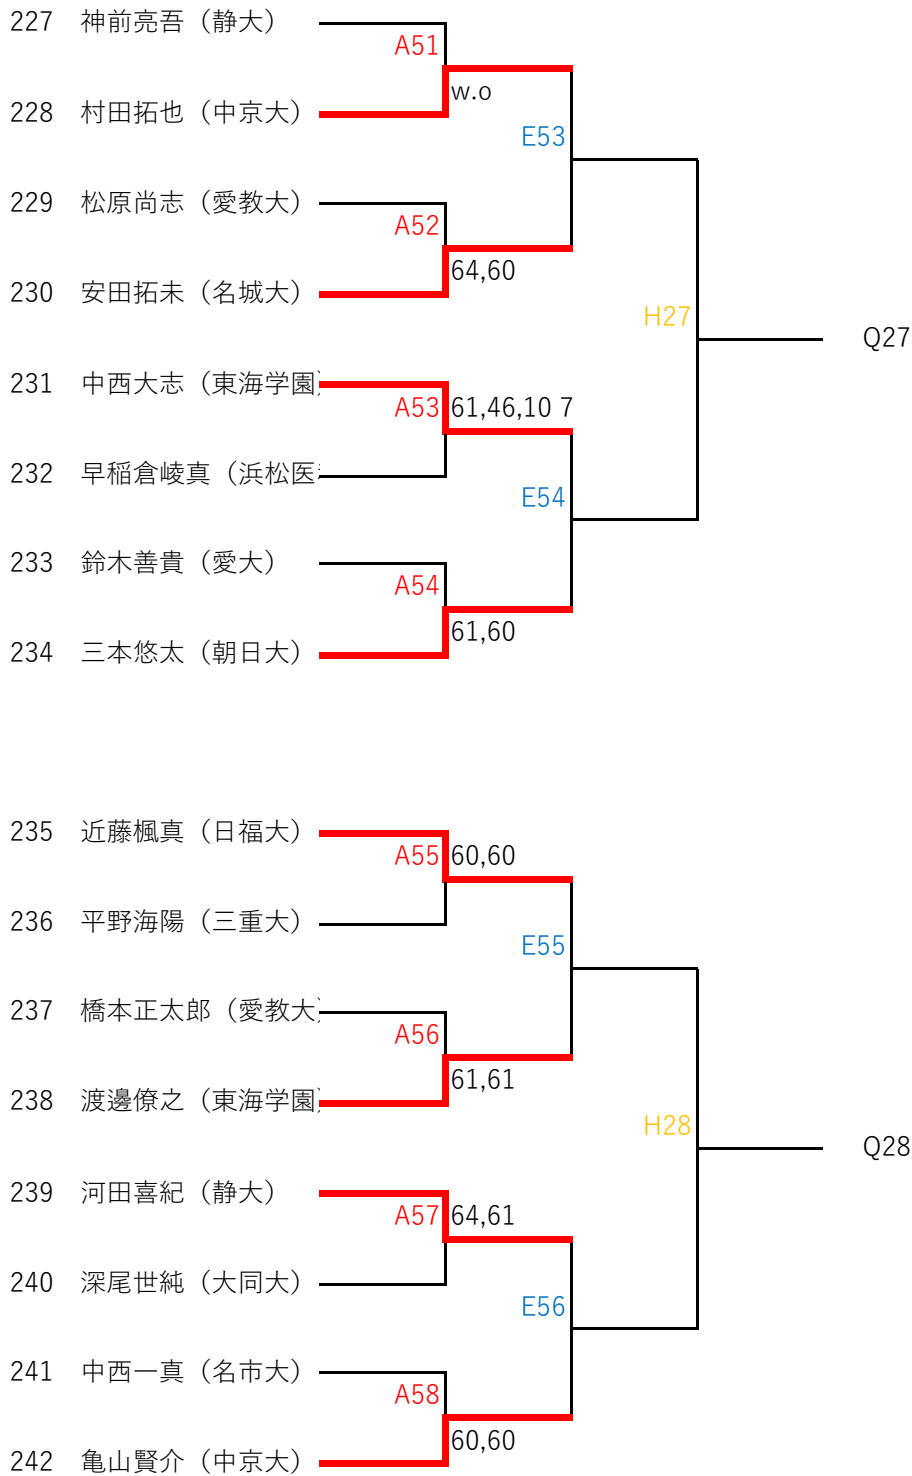 227 神前亮吾（静大）
A51
w.o
228 村田拓也（中京大）
E53
229 松原尚志（愛教大）
A52
64,60
230 安田拓未（名城大）
H27
Q27
231 中西大志（東海学園）
A53 61,46,10 7
232 早稲倉崚真（浜松医
E54
233 鈴木善貴（愛大）
A54
61,60
234 三本悠太（朝日大）
235 近藤楓真（日福大）
A55 60,60
236 平野海陽（三重大）
E55
237 橋本正太郎（愛教大）
A56
61,61
238 渡邊僚之（東海学園）
H28
Q28
239 河田喜紀（静大）
A57 64,61
240 深尾世純（大同大）
E56
241 中西一真（名市大）
A58
60,60
242 亀山賢介（中京大）